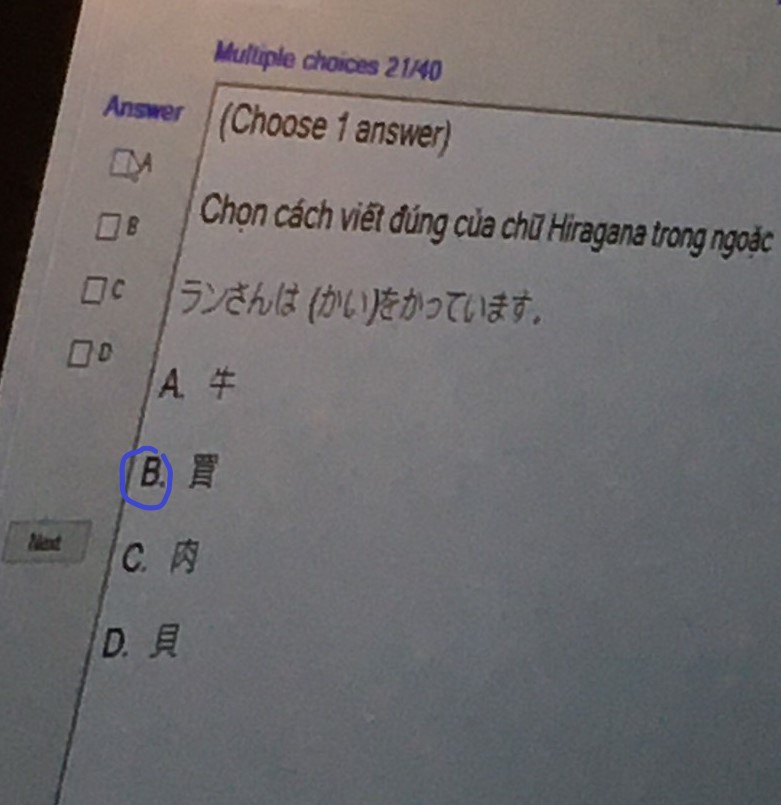 Multiple choices 21/40
Answer
(Choose 1 answer)
A
B
C
D
Chọn cách viết đúng của chữ Hiragana trong ngoặc
ランさんは (かい)をかっています。
A. 牛
B. 買
C. 肉
D. 貝
Next